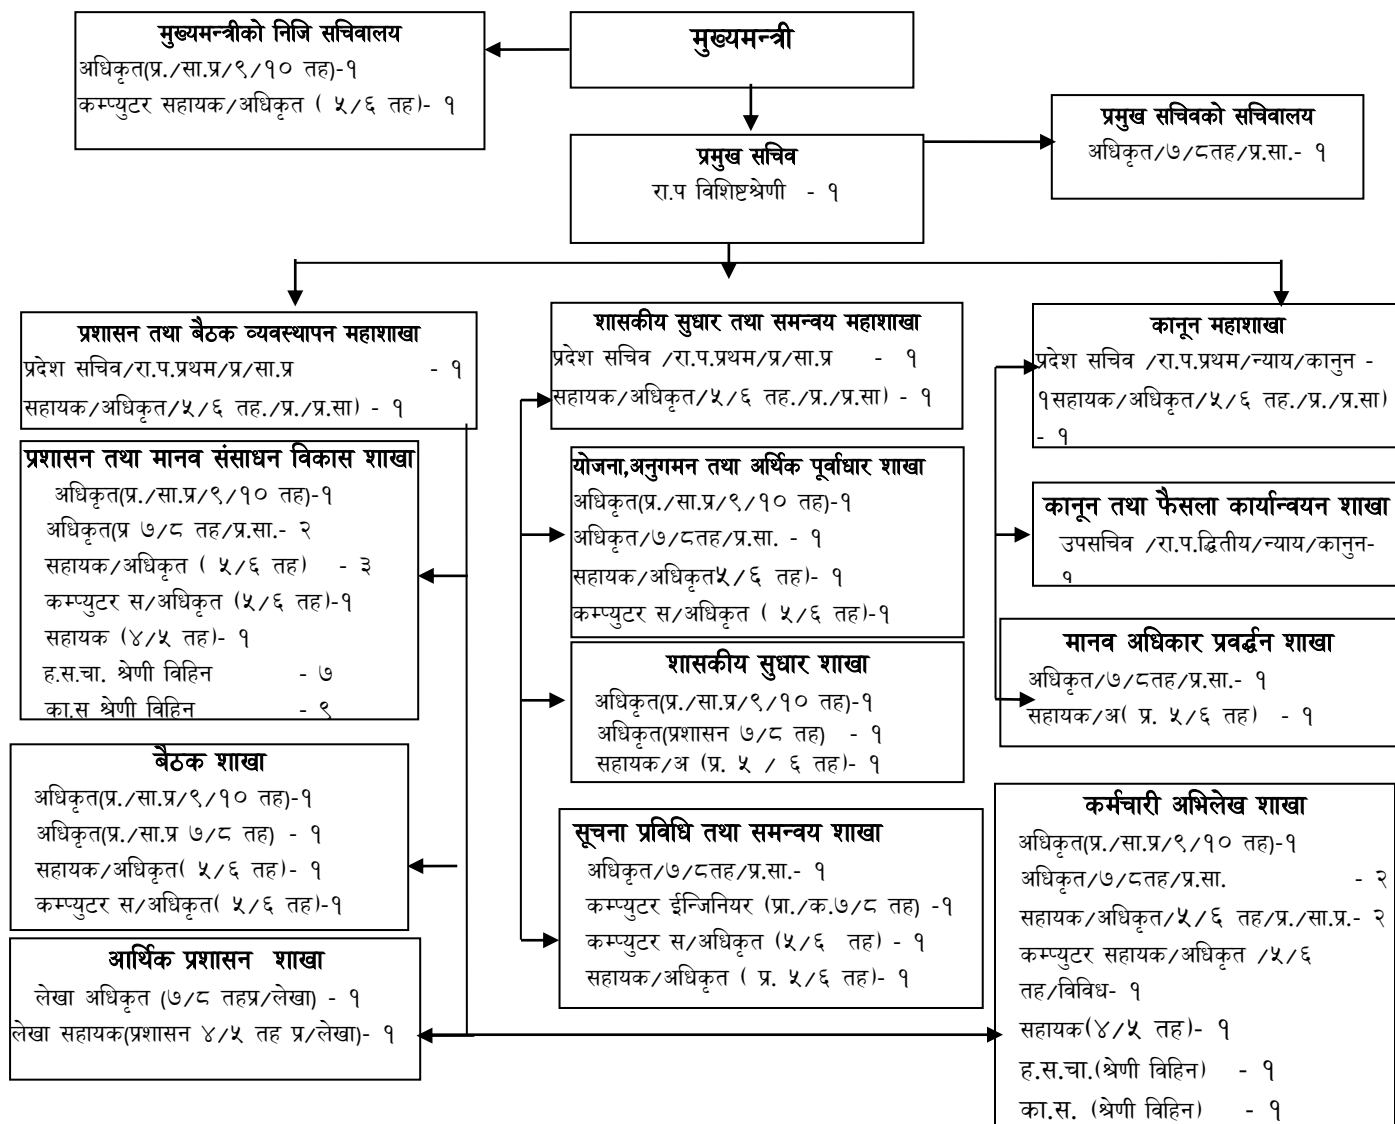 मुख्यमन्त्रीको निजि सचिवालय
अधिकृत(प्र./सा.प्र/९/१० तह)-१
कम्प्युटर सहायक/अधिकृत ( ५/६ तह)- १
मुख्यमन्त्री
प्रमुख सचिव
रा.प विशिष्टश्रेणी - १
प्रमुख सचिवको सचिवालय
अधिकृत/७/८तह/प्र.सा.- १
प्रशासन तथा बैठक व्यवस्थापन महाशाखा
प्रदेश सचिव/रा.प.प्रथम/प्र/सा.प्र - १
सहायक/अधिकृत/५/६ तह./प्र./प्र.सा) - १
प्रशासन तथा मानव संसाधन विकास शाखा
अधिकृत(प्र./सा.प्र/९/१० तह)-१
अधिकृत(प्र ७/८ तह/प्र.सा.- २
सहायक/अधिकृत ( ५/६ तह) - ३
कम्प्युटर स/अधिकृत (५/६ तह)-१
सहायक (४/५ तह)- १
ह.स.चा. श्रेणी विहिन - ७
का.स श्रेणी विहिन - ९
बैठक शाखा
अधिकृत(प्र./सा.प्र/९/१० तह)-१
अधिकृत(प्र./सा.प्र ७/८ तह) - १
सहायक/अधिकृत( ५/६ तह)- १
कम्प्युटर स/अधिकृत( ५/६ तह)-१
आर्थिक प्रशासन शाखा
लेखा अधिकृत (७/८ तहप्र/लेखा) - १
लेखा सहायक(प्रशासन ४/५ तह प्र/लेखा)- १
शासकीय सुधार तथा समन्वय महाशाखा
प्रदेश सचिव /रा.प.प्रथम/प्र/सा.प्र - १
सहायक/अधिकृत/५/६ तह./प्र./प्र.सा) - १
योजना,अनुगमन तथा आर्थिक पूर्वाधार शाखा
अधिकृत(प्र./सा.प्र/९/१० तह)-१
अधिकृत/७/८तह/प्र.सा. - १
सहायक/अधिकृत५/६ तह)- १
कम्प्युटर स/अधिकृत ( ५/६ तह)-१
शासकीय सुधार शाखा
अधिकृत(प्र./सा.प्र/९/१० तह)-१
अधिकृत(प्रशासन ७/८ तह) - १
सहायक/अ (प्र. ५ / ६ तह)- १
सूचना प्रविधि तथा समन्वय शाखा
अधिकृत/७/८तह/प्र.सा.- १
कम्प्युटर ईन्जिनियर (प्रा./क.७/८ तह) -१
कम्प्युटर स/अधिकृत (५/६ तह) - १
सहायक/अधिकृत ( प्र. ५/६ तह)- १
कानून महाशाखा
प्रदेश सचिव /रा.प.प्रथम/न्याय/कानुन -
१सहायक/अधिकृत/५/६ तह./प्र./प्र.सा)
- १
कानून तथा फैसला कार्यान्वयन शाखा
उपसचिव /रा.प.द्धितीय/न्याय/कानुन-
१
मानव अधिकार प्रवर्द्धन शाखा
अधिकृत/७/८तह/प्र.सा.- १
सहायक/अ( प्र. ५/६ तह) - १
कर्मचारी अभिलेख शाखा
अधिकृत(प्र./सा.प्र/९/१० तह)-१
अधिकृत/७/८तह/प्र.सा. - २
सहायक/अधिकृत/५/६ तह/प्र./सा.प्र.- २
कम्प्युटर सहायक/अधिकृत /५/६
तह/विविध- १
सहायक(४/५ तह)- १
ह.स.चा.(श्रेणी विहिन) - १
का.स. (श्रेणी विहिन) - १